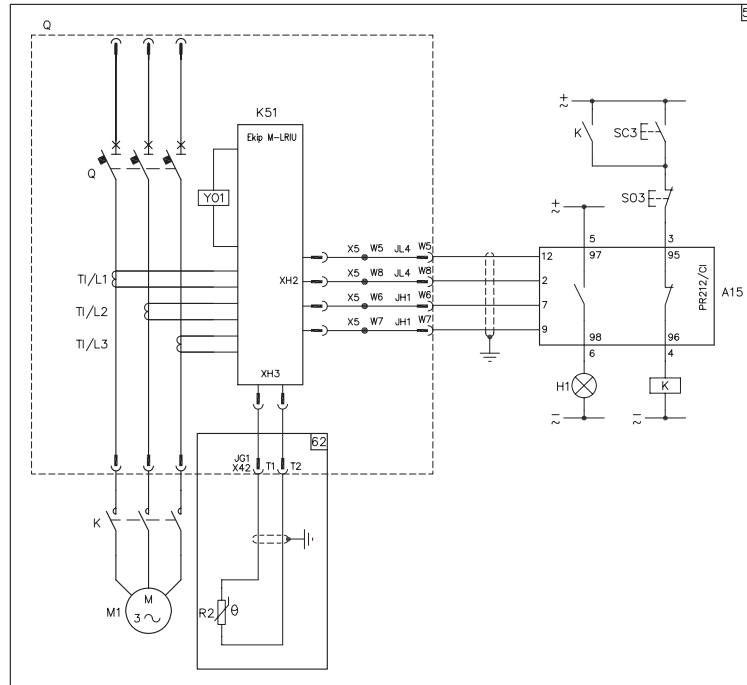 5
Q
K51
Ekip M-LRIU
Q
YO1
K
SC3
SO3
5
3
X5 W5 JL4 W5
12
97
95
TI/L1
XH2
X5 W8 JL4 W8
2
PR212/CI
A15
TI/L2
X5 W6 JH1 W6
7
TI/L3
X5 W7 JH1 W7
9
98
96
6
4
XH3
H1
K
62
JG1
X42
T1
T2
K
R2
θ
M1
M
3